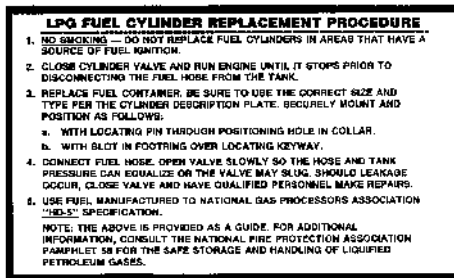 LPG FUEL CYLINDER REPLACEMENT PROCEDURE
1. NO SMOKING — DO NOT REPLACE FUEL CYLINDERS IN AREAS THAT HAVE A
SOURCE OF FUEL IGNITION.
2. CLOSE CYLINDER VALVE AND RUN ENGINE UNTIL IT STOPS PRIOR TO
DISCONNECTING THE FUEL HOSE FROM THE TANK.
3. REPLACE FUEL CONTAINER. BE SURE TO USE THE CORRECT SIZE AND
TYPE PER THE CYLINDER DESCRIPTION PLATE. SECURELY MOUNT AND
POSITION AS FOLLOWS:
a. WITH LOCATING PIN THROUGH POSITIONING HOLE IN COLLAR.
b. WITH SLOT IN FOOTRING OVER LOCATING KEYWAY.
4. CONNECT FUEL HOSE. OPEN VALVE SLOWLY SO THE HOSE AND TANK
PRESSURE CAN EQUALIZE OR THE VALVE MAY SLUG. SHOULD LEAKAGE
OCCUR, CLOSE VALVE AND HAVE QUALIFIED PERSONNEL MAKE REPAIRS.
5. USE FUEL MANUFACTURED TO NATIONAL GAS PROCESSORS ASSOCIATION
"HD-5" SPECIFICATION.
NOTE: THE ABOVE IS PROVIDED AS A GUIDE. FOR ADDITIONAL
INFORMATION, CONSULT THE NATIONAL FIRE PROTECTION ASSOCIATION
PAMPHLET 58 FOR THE SAFE STORAGE AND HANDLING OF LIQUIFIED
PETROLEUM GASES.